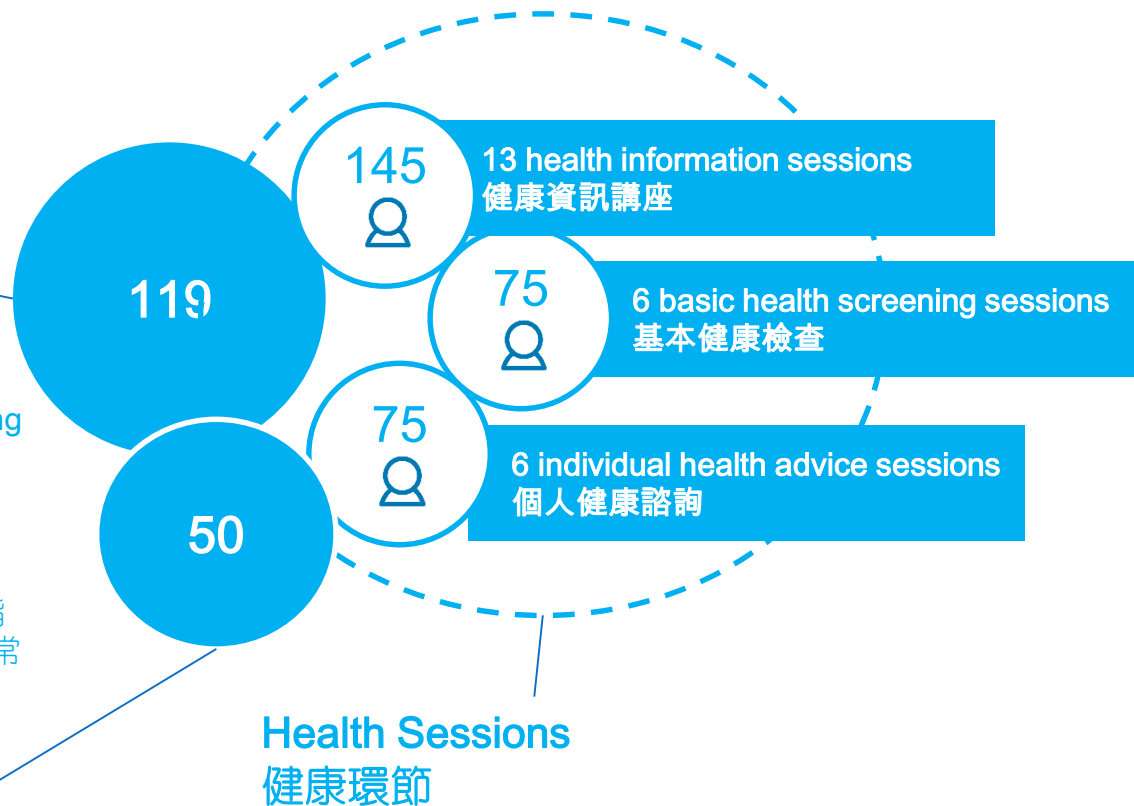 145
13 health information sessions
健康資訊講座
119
75
6 basic health screening sessions
基本健康檢查
75
6 individual health advice sessions
個人健康諮詢
50
常
Health Sessions
健康環節